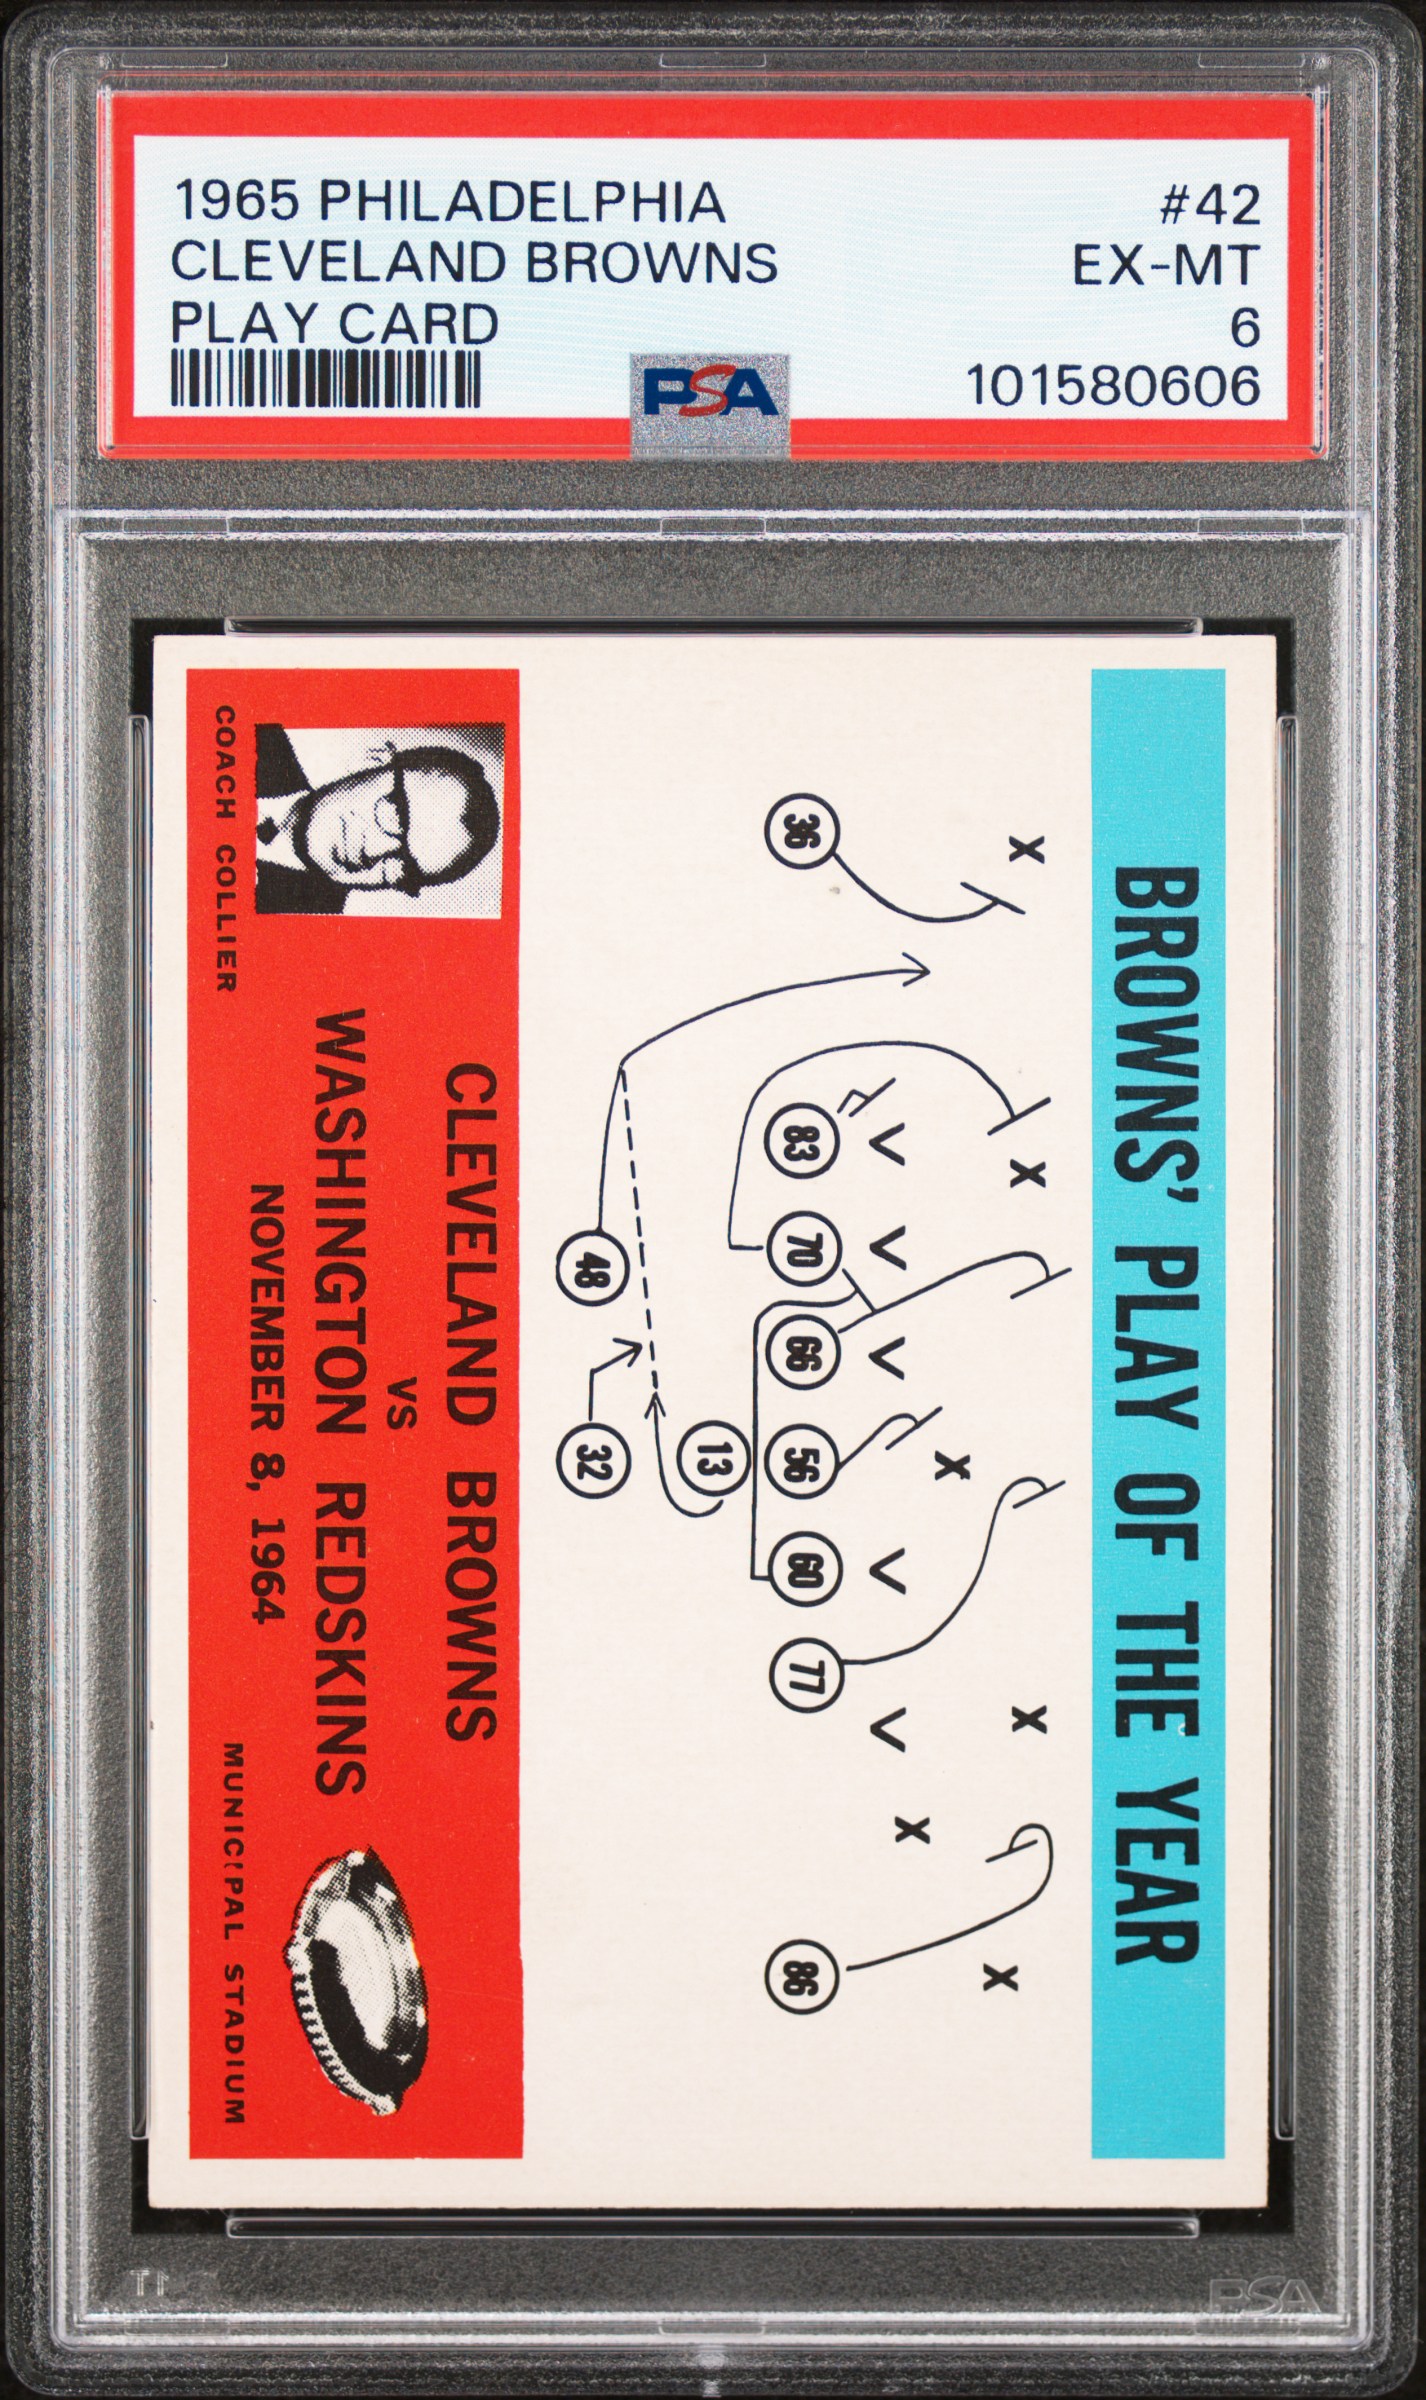 1965 PHILADELPHIA #42
CLEVELAND BROWNS EX-MT
PLAY CARD 6
PSA 101580606
BROWNS' PLAY OF THE YEAR
X X X X X X
V V V V V
36 83 70 66 56 60 77 86
13
48 32
CLEVELAND BROWNS
VS
WASHINGTON REDSKINS
NOVEMBER 8, 1964
COACH COLLIER
MUNICIPAL STADIUM
PSA